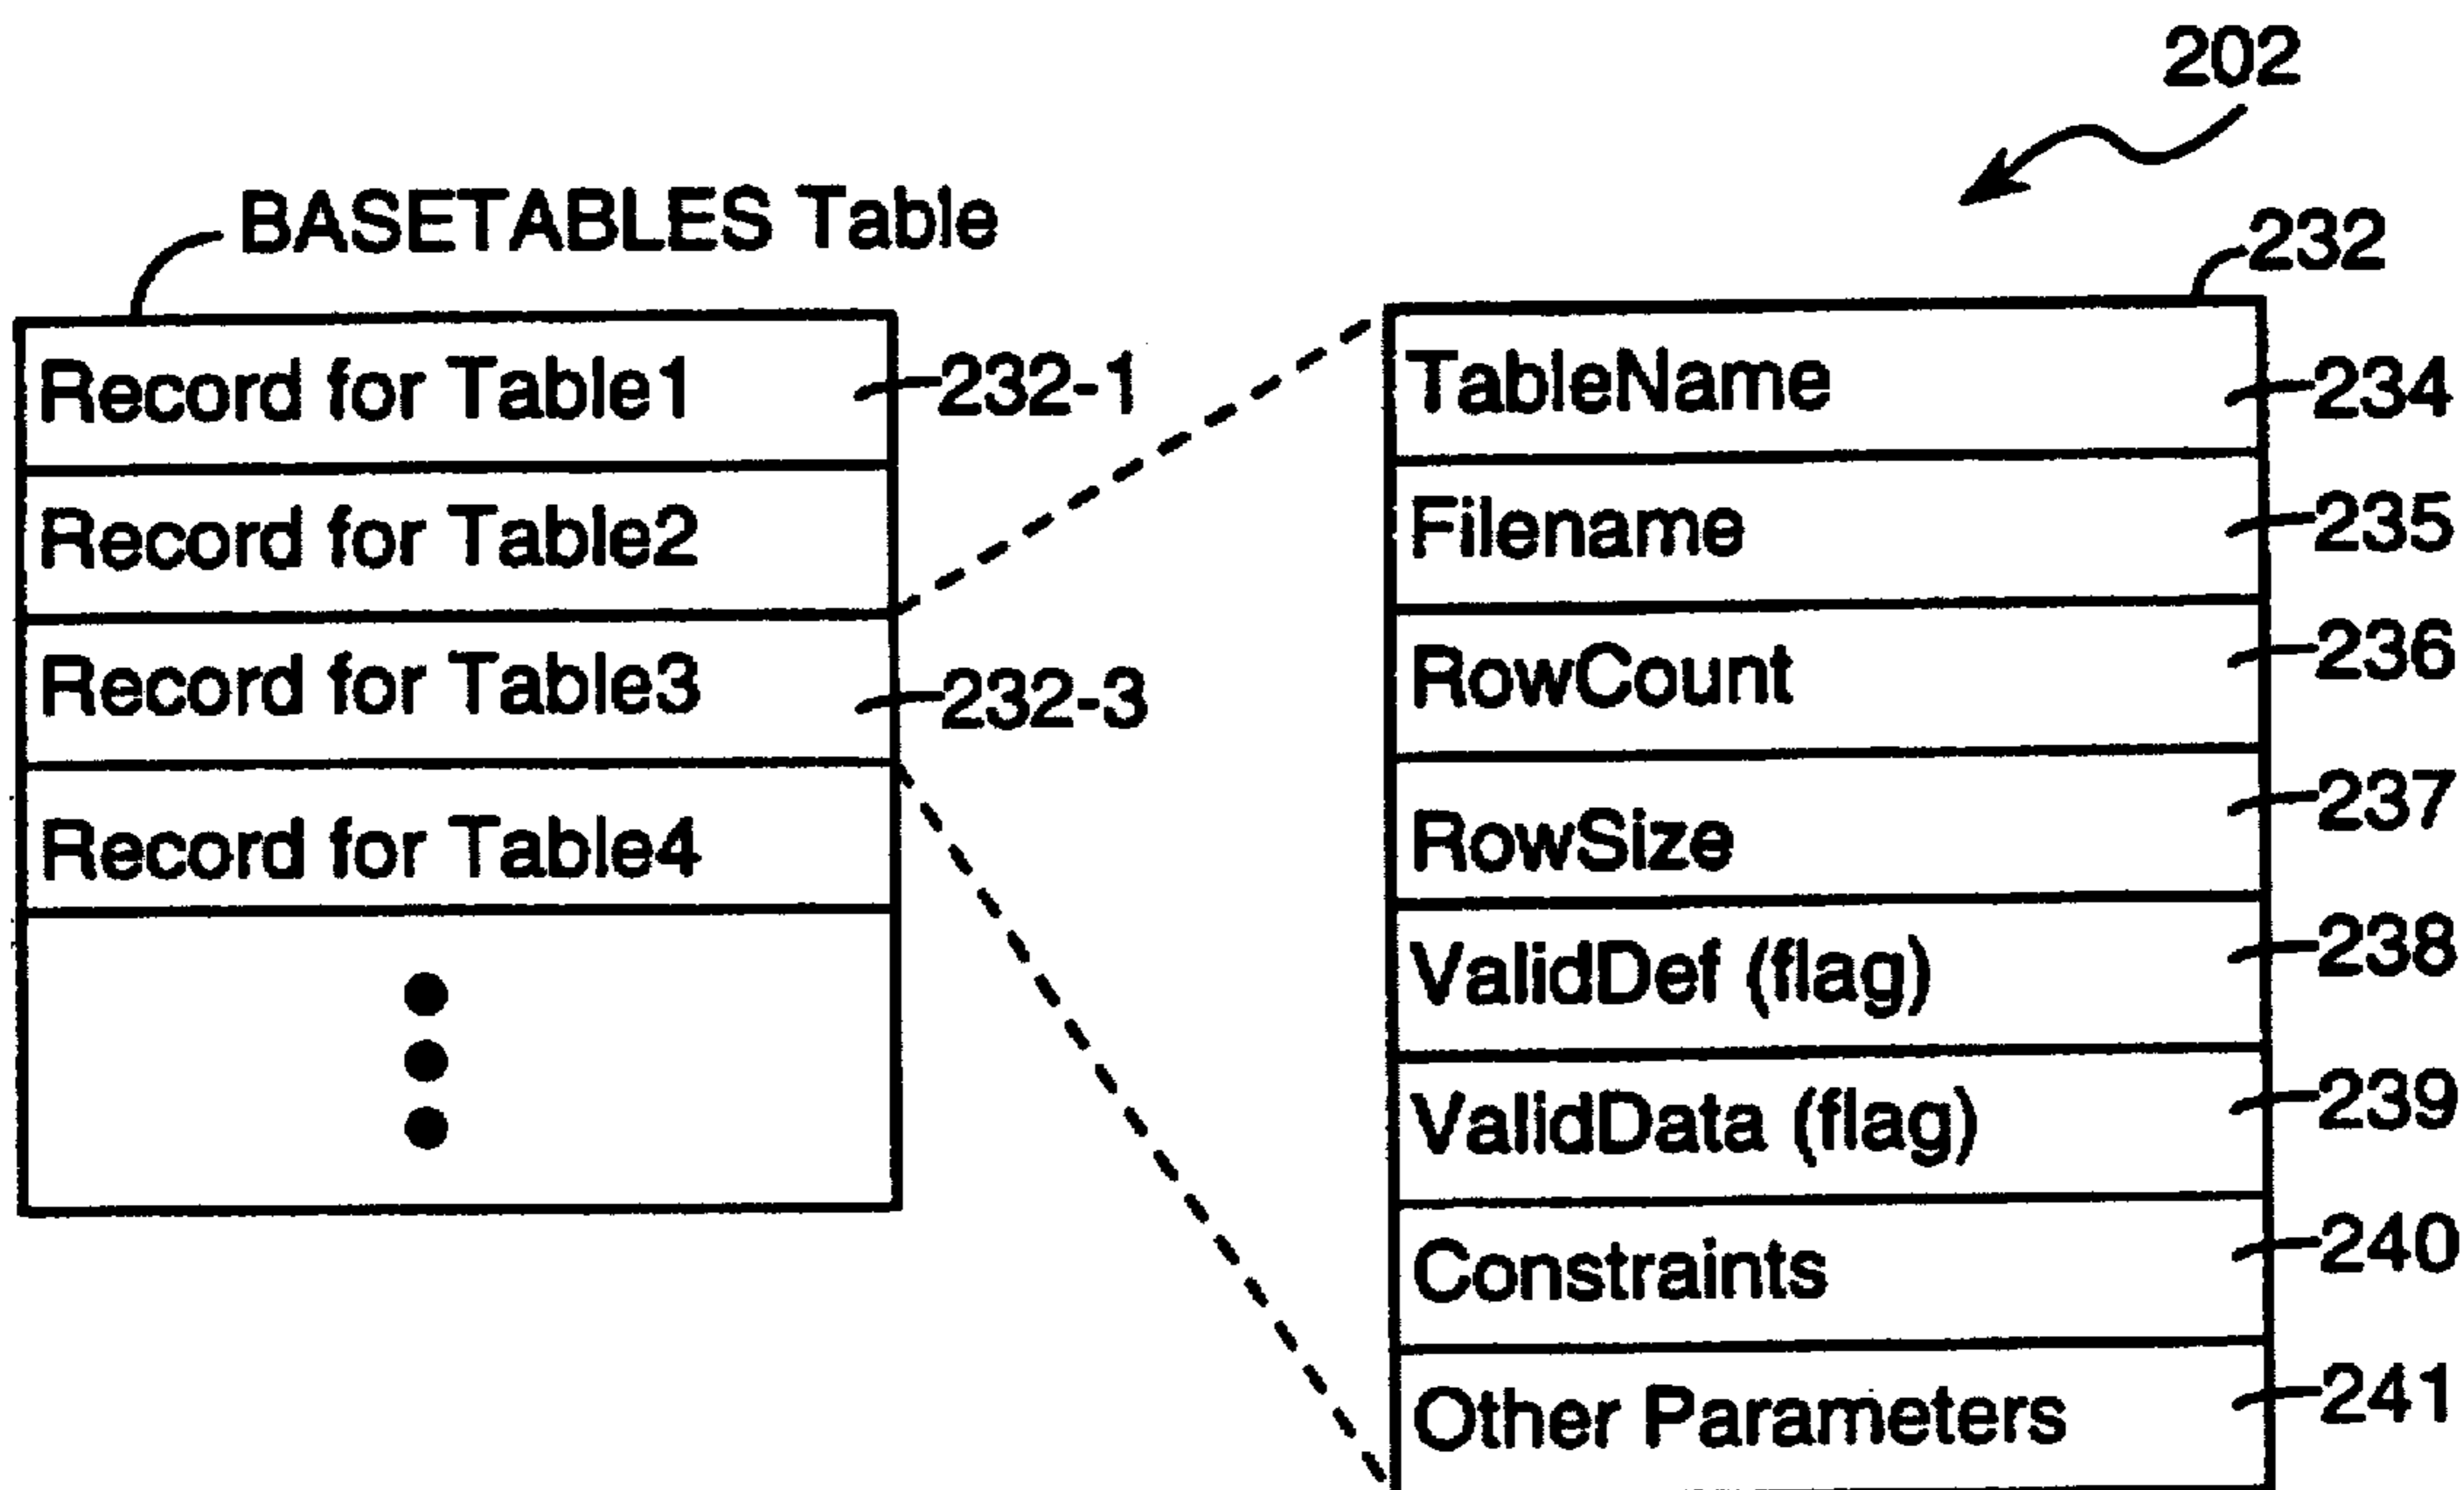 202
BASETABLES Table
232
Record for Table1
232-1
Record for Table2
Record for Table3
232-3
Record for Table4
TableName
234
Filename
235
RowCount
236
RowSize
237
ValidDef (flag)
238
ValidData (flag)
239
Constraints
240
Other Parameters
241